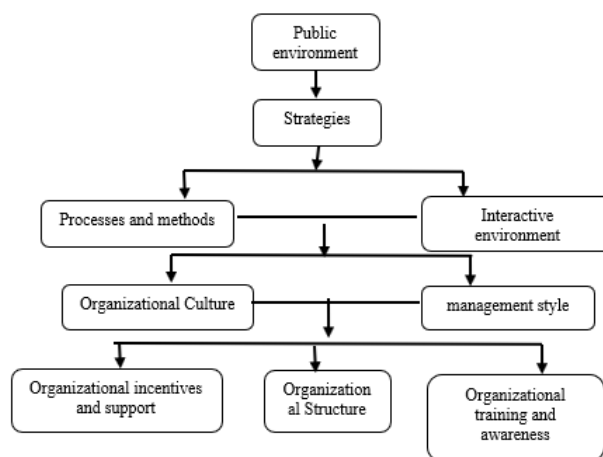 Public
environment
Strategies
Processes and methods
Interactive
environment
Organizational Culture
management style
Organizational incentives
and support
Organization
al Structure
Organizational
training and
awareness